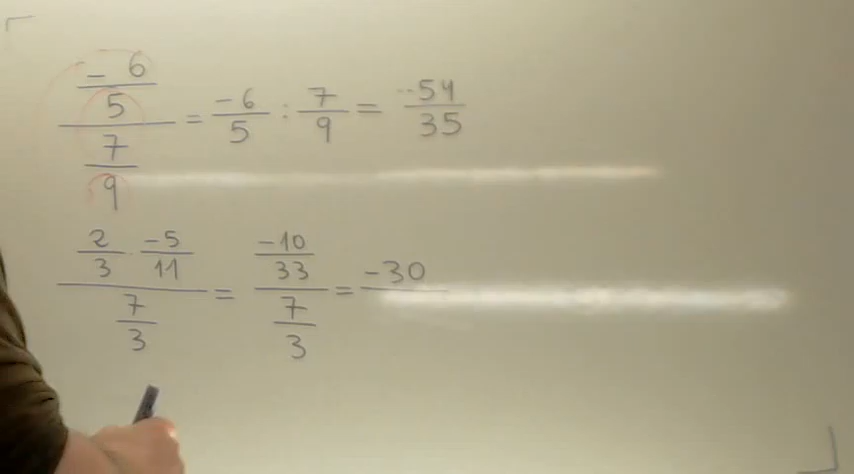 (-6/5)/(7/9) = -6/5 : 7/9 = -54/35
(2/3 · -5/11)/(7/3) = (-10/33)/(7/3) = -30/